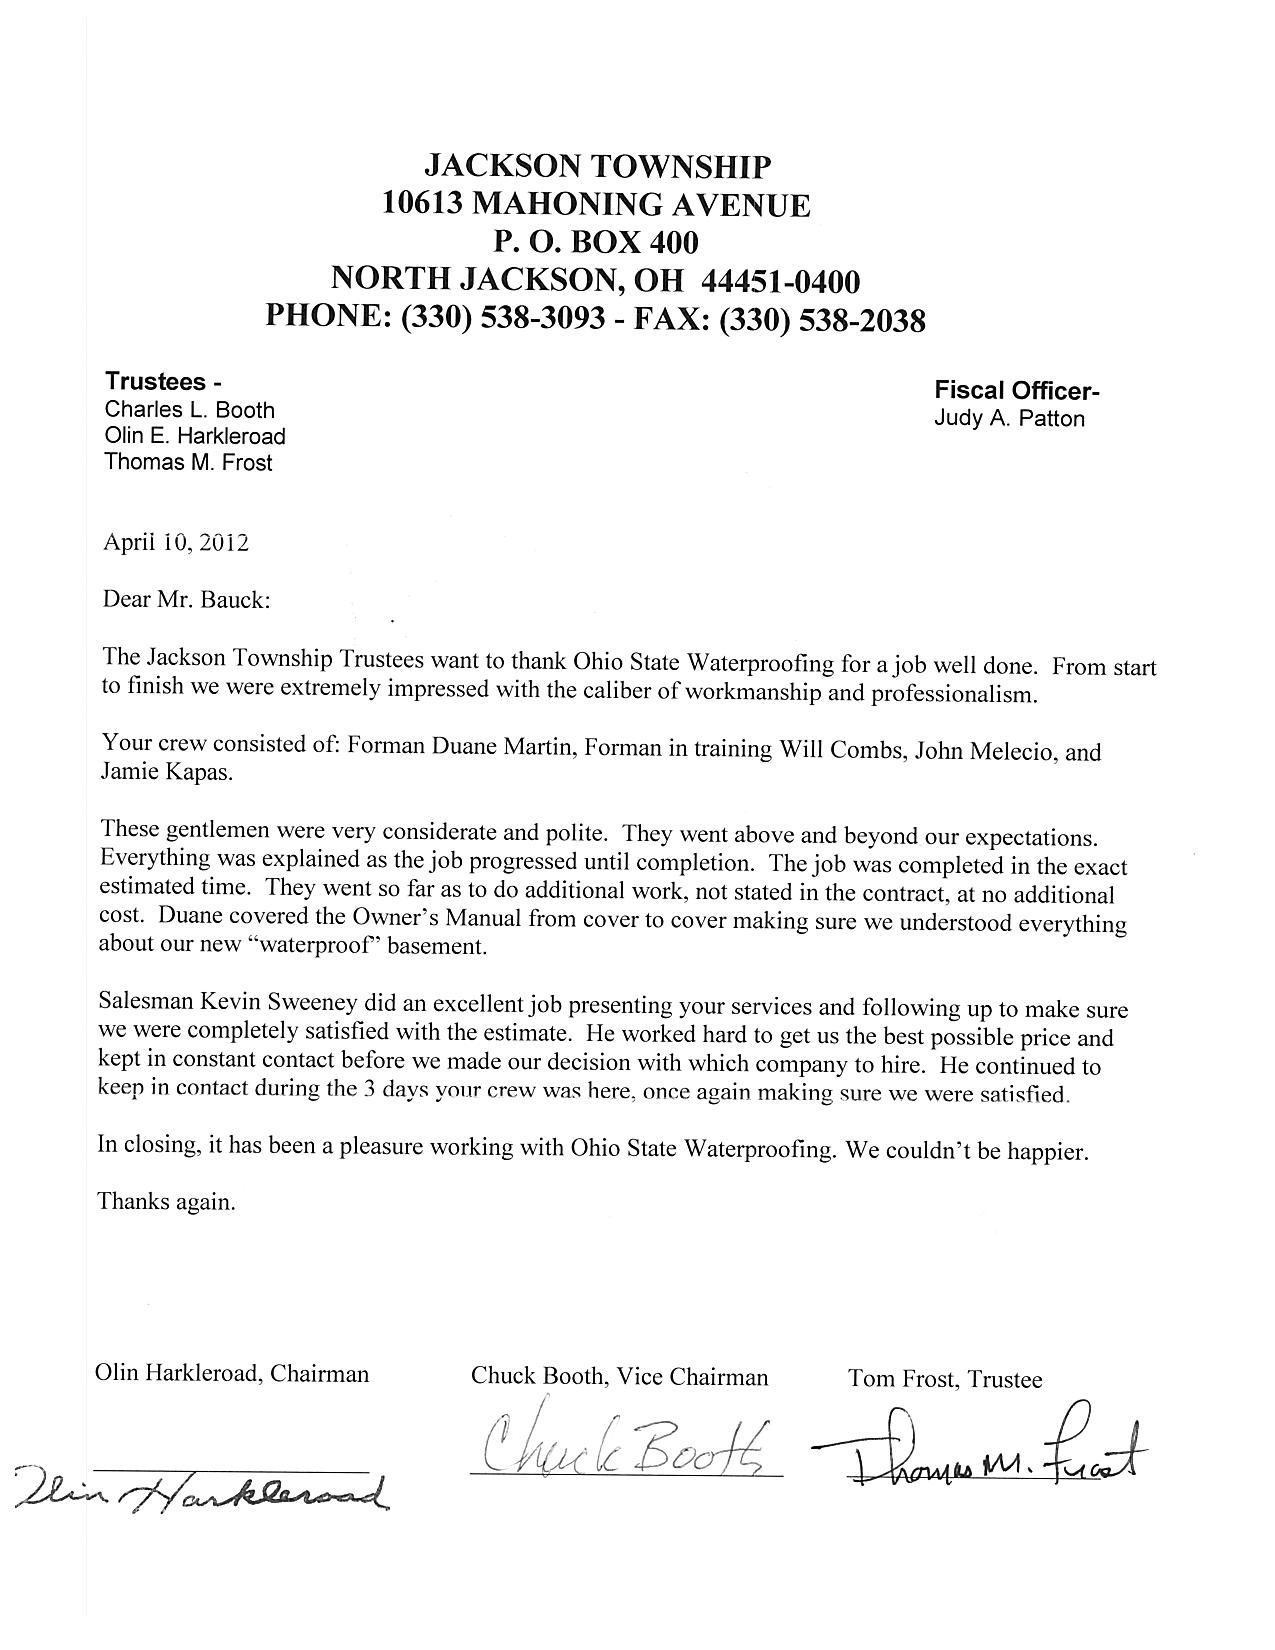 JACKSON TOWNSHIP
10613 MAHONING AVENUE
P. O. BOX 400
NORTH JACKSON, OH 44451-0400
PHONE: (330) 538-3093 - FAX: (330) 538-2038
Trustees -
Charles L. Booth
Olin E. Harkleroad
Thomas M. Frost
Fiscal Officer-
Judy A. Patton
April 10, 2012
Dear Mr. Bauck:
The Jackson Township Trustees want to thank Ohio State Waterproofing for a job well done. From start
to finish we were extremely impressed with the caliber of workmanship and professionalism.
Your crew consisted of: Forman Duane Martin, Forman in training Will Combs, John Melecio, and
Jamie Kapas.
These gentlemen were very considerate and polite. They went above and beyond our expectations.
Everything was explained as the job progressed until completion. The job was completed in the exact
estimated time. They went so far as to do additional work, not stated in the contract, at no additional
cost. Duane covered the Owner's Manual from cover to cover making sure we understood everything
about our new “waterproof” basement.
Salesman Kevin Sweeney did an excellent job presenting your services and following up to make sure
we were completely satisfied with the estimate. He worked hard to get us the best possible price and
kept in constant contact before we made our decision with which company to hire. He continued to
keep in contact during the 3 days your crew was here, once again making sure we were satisfied.
In closing, it has been a pleasure working with Ohio State Waterproofing. We couldn't be happier.
Thanks again.
Olin Harkleroad, Chairman
Chuck Booth, Vice Chairman
Tom Frost, Trustee
Olin Harkleroad
Chuck Booth
Thomas M. Frost